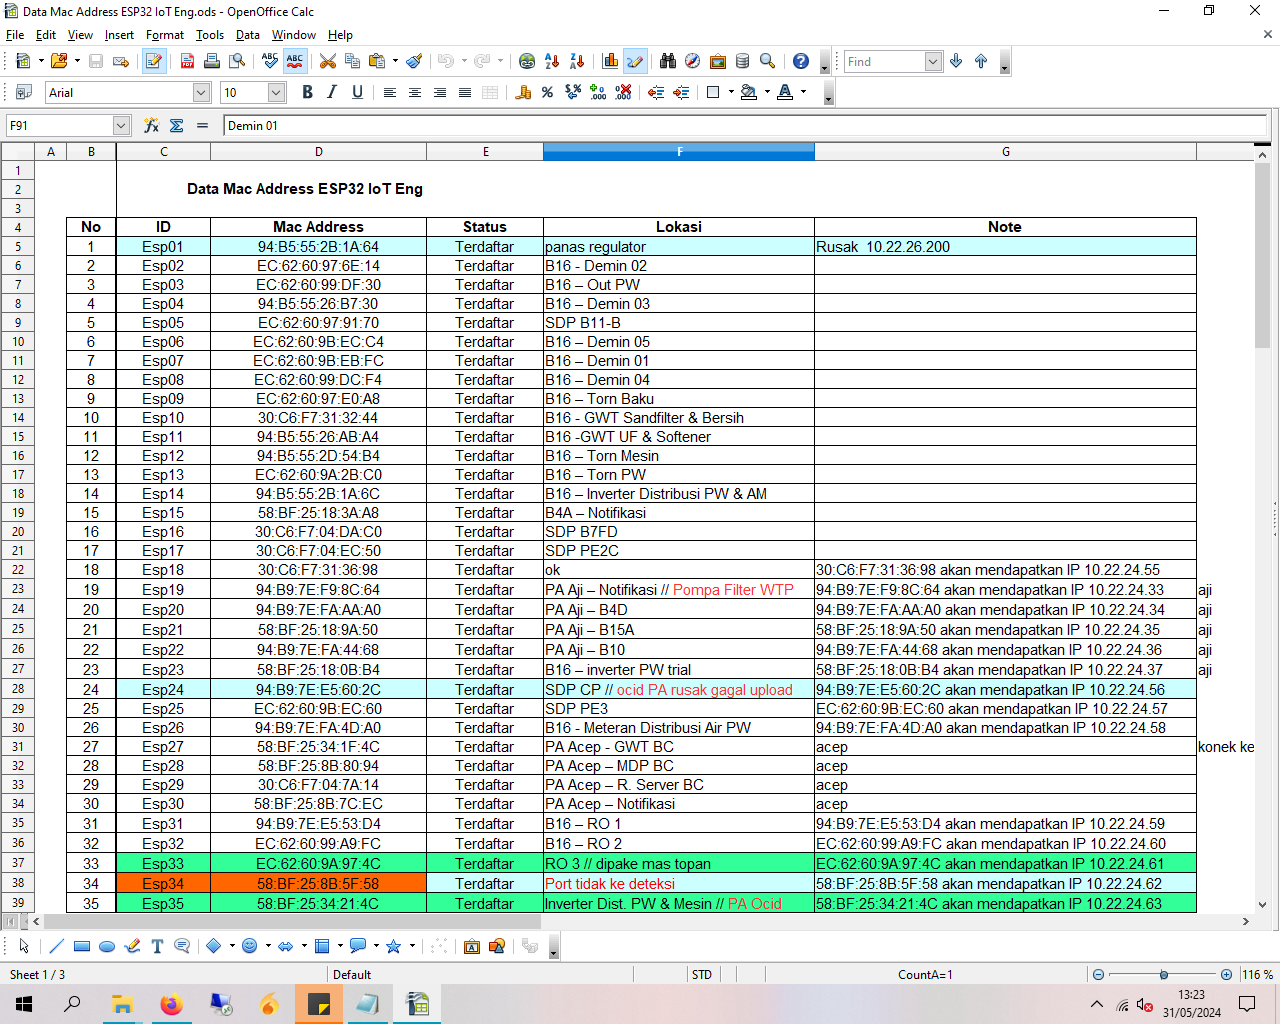 Data Mac Address ESP32 IoT Eng.ods - OpenOffice Calc
File Edit View Insert Format Tools Data Window Help
Find
Arial 10
F91 Demin 01
A B C D E F G
1
2 Data Mac Address ESP32 IoT Eng
3
4 No ID Mac Address Status Lokasi Note
5 1 Esp01 94:B5:55:2B:1A:64 Terdaftar panas regulator Rusak 10.22.26.200
6 2 Esp02 EC:62:60:97:6E:14 Terdaftar B16 - Demin 02
7 3 Esp03 EC:62:60:99:DF:30 Terdaftar B16 – Out PW
8 4 Esp04 94:B5:55:26:B7:30 Terdaftar B16 – Demin 03
9 5 Esp05 EC:62:60:97:91:70 Terdaftar SDP B11-B
10 6 Esp06 EC:62:60:9B:EC:C4 Terdaftar B16 – Demin 05
11 7 Esp07 EC:62:60:9B:EB:FC Terdaftar B16 – Demin 01
12 8 Esp08 EC:62:60:99:DC:F4 Terdaftar B16 – Demin 04
13 9 Esp09 EC:62:60:97:E0:A8 Terdaftar B16 – Torn Baku
14 10 Esp10 30:C6:F7:31:32:44 Terdaftar B16 - GWT Sandfilter & Bersih
15 11 Esp11 94:B5:55:26:AB:A4 Terdaftar B16 -GWT UF & Softener
16 12 Esp12 94:B5:55:2D:54:B4 Terdaftar B16 – Torn Mesin
17 13 Esp13 EC:62:60:9A:2B:C0 Terdaftar B16 – Torn PW
18 14 Esp14 94:B5:55:2B:1A:6C Terdaftar B16 – Inverter Distribusi PW & AM
19 15 Esp15 58:BF:25:18:3A:A8 Terdaftar B4A – Notifikasi
20 16 Esp16 30:C6:F7:04:DA:C0 Terdaftar SDP B7FD
21 17 Esp17 30:C6:F7:04:EC:50 Terdaftar SDP PE2C
22 18 Esp18 30:C6:F7:31:36:98 Terdaftar ok 30:C6:F7:31:36:98 akan mendapatkan IP 10.22.24.55
23 19 Esp19 94:B9:7E:F9:8C:64 Terdaftar PA Aji – Notifikasi // Pompa Filter WTP 94:B9:7E:F9:8C:64 akan mendapatkan IP 10.22.24.33 aji
24 20 Esp20 94:B9:7E:FA:AA:A0 Terdaftar PA Aji – B4D 94:B9:7E:FA:AA:A0 akan mendapatkan IP 10.22.24.34 aji
25 21 Esp21 58:BF:25:18:9A:50 Terdaftar PA Aji – B15A 58:BF:25:18:9A:50 akan mendapatkan IP 10.22.24.35 aji
26 22 Esp22 94:B9:7E:FA:44:68 Terdaftar PA Aji – B10 94:B9:7E:FA:44:68 akan mendapatkan IP 10.22.24.36 aji
27 23 Esp23 58:BF:25:18:0B:B4 Terdaftar B16 – inverter PW trial 58:BF:25:18:0B:B4 akan mendapatkan IP 10.22.24.37 aji
28 24 Esp24 94:B9:7E:E5:60:2C Terdaftar SDP CP // ocid PA rusak gagal upload 94:B9:7E:E5:60:2C akan mendapatkan IP 10.22.24.56
29 25 Esp25 EC:62:60:9B:EC:60 Terdaftar SDP PE3 EC:62:60:9B:EC:60 akan mendapatkan IP 10.22.24.57
30 26 Esp26 94:B9:7E:FA:4D:A0 Terdaftar B16 - Meteran Distribusi Air PW 94:B9:7E:FA:4D:A0 akan mendapatkan IP 10.22.24.58
31 27 Esp27 58:BF:25:34:1F:4C Terdaftar PA Acep - GWT BC acep konek ke
32 28 Esp28 58:BF:25:8B:80:94 Terdaftar PA Acep – MDP BC acep
33 29 Esp29 30:C6:F7:04:7A:14 Terdaftar PA Acep – R. Server BC acep
34 30 Esp30 58:BF:25:8B:7C:EC Terdaftar PA Acep – Notifikasi acep
35 31 Esp31 94:B9:7E:E5:53:D4 Terdaftar B16 – RO 1 94:B9:7E:E5:53:D4 akan mendapatkan IP 10.22.24.59
36 32 Esp32 EC:62:60:99:A9:FC Terdaftar B16 – RO 2 EC:62:60:99:A9:FC akan mendapatkan IP 10.22.24.60
37 33 Esp33 EC:62:60:9A:97:4C Terdaftar RO 3 // dipake mas topan EC:62:60:9A:97:4C akan mendapatkan IP 10.22.24.61
38 34 Esp34 58:BF:25:8B:5F:58 Terdaftar Port tidak ke deteksi 58:BF:25:8B:5F:58 akan mendapatkan IP 10.22.24.62
39 35 Esp35 58:BF:25:34:21:4C Terdaftar Inverter Dist. PW & Mesin // PA Ocid 58:BF:25:34:21:4C akan mendapatkan IP 10.22.24.63
Sheet 1 / 3 Default STD CountA=1 116 %
13:23
31/05/2024